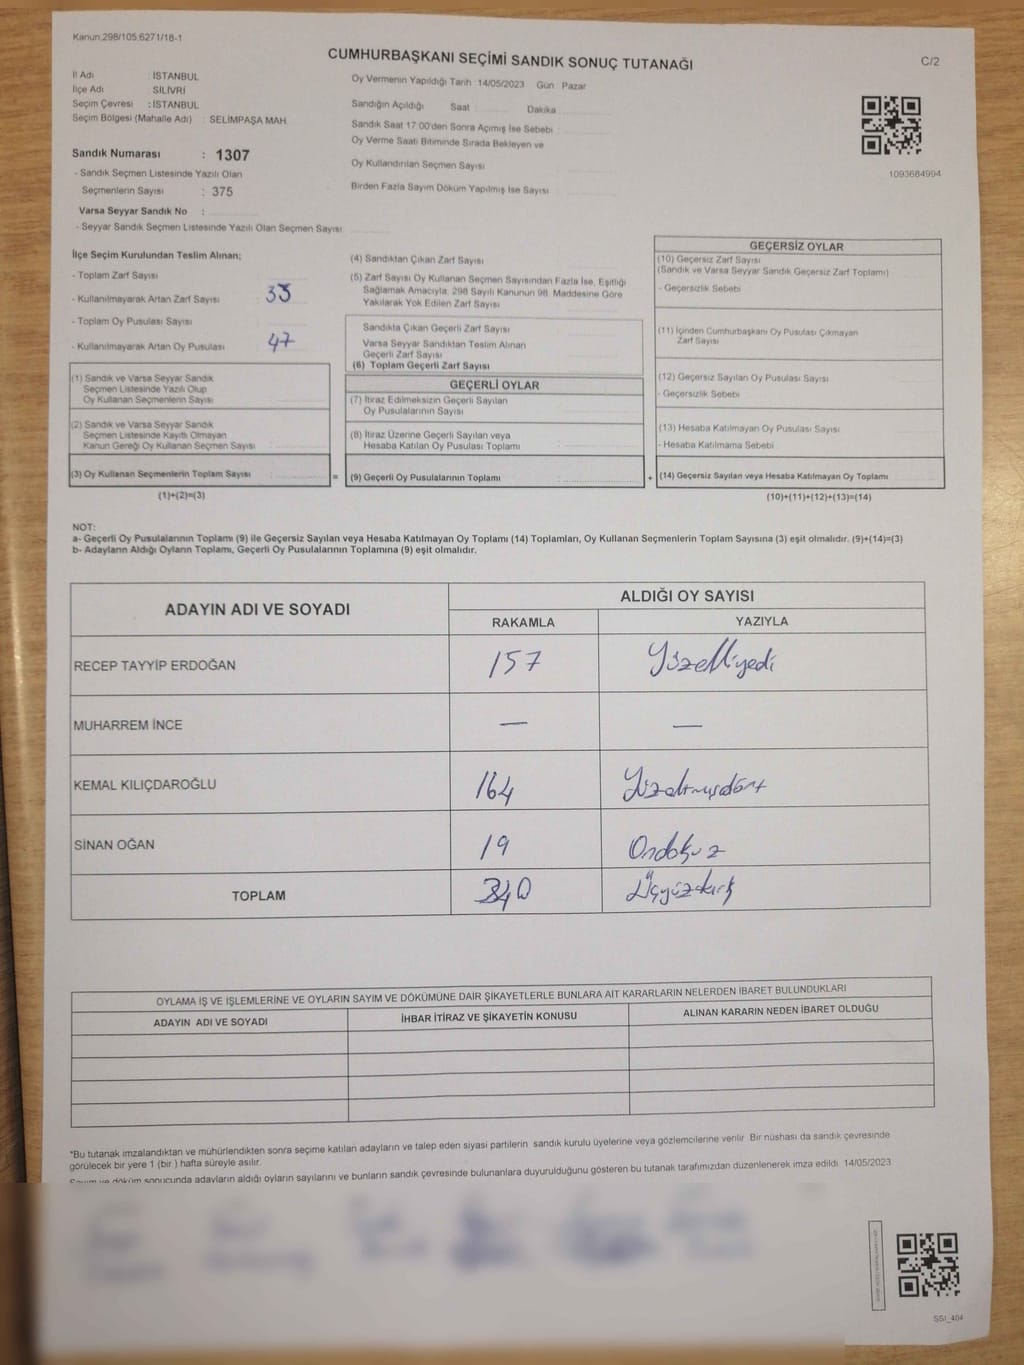 Kanun.298/105.6271/18-1
CUMHURBAŞKANI SEÇİMİ SANDIK SONUÇ TUTANAĞI
C/2
İl Adı : İSTANBUL
İlçe Adı SİLİVRİ
Seçim Çevresi : İSTANBUL
Seçim Bölgesi (Mahalle Adı) : SELİMPAŞA MAH.
Sandık Numarası : 1307
- Sandık Seçmen Listesinde Yazılı Olan
Seçmenlerin Sayısı : 375
Varsa Seyyar Sandık No :
- Seyyar Sandık Seçmen Listesinde Yazılı Olan Seçmen Sayısı
Oy Vermenin Yapıldığı Tarih 14/05/2023 Gün : Pazar
Sandığın Açıldığı Saat Dakika
Sandık Saat 17:00'den Sonra Açımış İse Sebebi
Oy Verme Saati Bitiminde Sırada Bekleyen ve
Oy Kullandırılan Seçmen Sayısı
Birden Fazla Sayım Döküm Yapılmış İse Sayısı
1093684994
İlçe Seçim Kurulundan Teslim Alınan;
- Toplam Zarf Sayısı
- Kullanılmayarak Artan Zarf Sayısı : 33
- Toplam Oy Pusulası Sayısı
- Kullanılmayarak Artan Oy Pusulası : 47
(1) Sandık ve Varsa Seyyar Sandık
Seçmen Listesinde Yazılı Olup
Oy Kullanan Seçmenlerin Sayısı
(2) Sandık ve Varsa Seyyar Sandık
Seçmen Listesinde Kayıtlı Olmayan
Kanun Gereği Oy Kullanan Seçmen Sayısı
(3) Oy Kullanan Seçmenlerin Toplam Sayısı :
(1)+(2)=(3)
(4) Sandıktan Çıkan Zarf Sayısı
(5) Zarf Sayısı Oy Kullanan Seçmen Sayısından Fazla İse, Eşitliği
Sağlamak Amacıyla, 298 Sayılı Kanunun 98. Maddesine Göre
Yakılarak Yok Edilen Zarf Sayısı
Sandıkta Çıkan Geçerli Zarf Sayısı
Varsa Seyyar Sandıktan Teslim Alınan
Geçerli Zarf Sayısı
(6) Toplam Geçerli Zarf Sayısı
GEÇERLİ OYLAR
(7) İtiraz Edilmeksizin Geçerli Sayılan
Oy Pusulalarının Sayısı
(8) İtiraz Üzerine Geçerli Sayılan veya
Hesaba Katılan Oy Pusulası Toplamı
= (9) Geçerli Oy Pusulalarının Toplamı
GEÇERSİZ OYLAR
(10) Geçersiz Zarf Sayısı
(Sandık ve Varsa Seyyar Sandık Geçersiz Zarf Toplamı)
- Geçersizlik Sebebi
(11) İçinden Cumhurbaşkanı Oy Pusulası Çıkmayan
Zarf Sayısı
(12) Geçersiz Sayılan Oy Pusulası Sayısı
- Geçersizlik Sebebi
(13) Hesaba Katılmayan Oy Pusulası Sayısı
- Hesaba Katılmama Sebebi
+ (14) Geçersiz Sayılan veya Hesaba Katılmayan Oy Toplamı
(10)+(11)+(12)+(13)=(14)
NOT:
a- Geçerli Oy Pusulalarının Toplamı (9) ile Geçersiz Sayılan veya Hesaba Katılmayan Oy Toplamı (14) Toplamları, Oy Kullanan Seçmenlerin Toplam Sayısına (3) eşit olmalıdır. (9)+(14)=(3)
b- Adayların Aldığı Oyların Toplamı, Geçerli Oy Pusulalarının Toplamına (9) eşit olmalıdır.
ADAYIN ADI VE SOYADI
ALDIĞI OY SAYISI
RAKAMLA YAZIYLA
RECEP TAYYİP ERDOĞAN 157 Yüzelliyedi
MUHARREM İNCE — —
KEMAL KILIÇDAROĞLU 164 Yüzaltmışdört
SİNAN OĞAN 19 Ondokuz
TOPLAM 340 Üçyüzkırk
OYLAMA İŞ VE İŞLEMLERİNE VE OYLARIN SAYIM VE DÖKÜMÜNE DAİR ŞİKAYETLERLE BUNLARA AİT KARARLARIN NELERDEN İBARET BULUNDUKLARI
ADAYIN ADI VE SOYADI İHBAR İTİRAZ VE ŞİKAYETİN KONUSU ALINAN KARARIN NEDEN İBARET OLDUĞU
*Bu tutanak imzalandıktan ve mühürlendikten sonra seçime katılan adayların ve talep eden siyasi partilerin sandık kurulu üyelerine veya gözlemcilerine verilir. Bir nüshası da sandık çevresinde
görülecek bir yere 1 (bir ) hafta süreyle asılır.
Sayım ve döküm sonucunda adayların aldığı oyların sayılarını ve bunların sandık çevresinde bulunanlara duyurulduğunu gösteren bu tutanak tarafımızdan düzenlenerek imza edildi. 14/05/2023
SSI_404